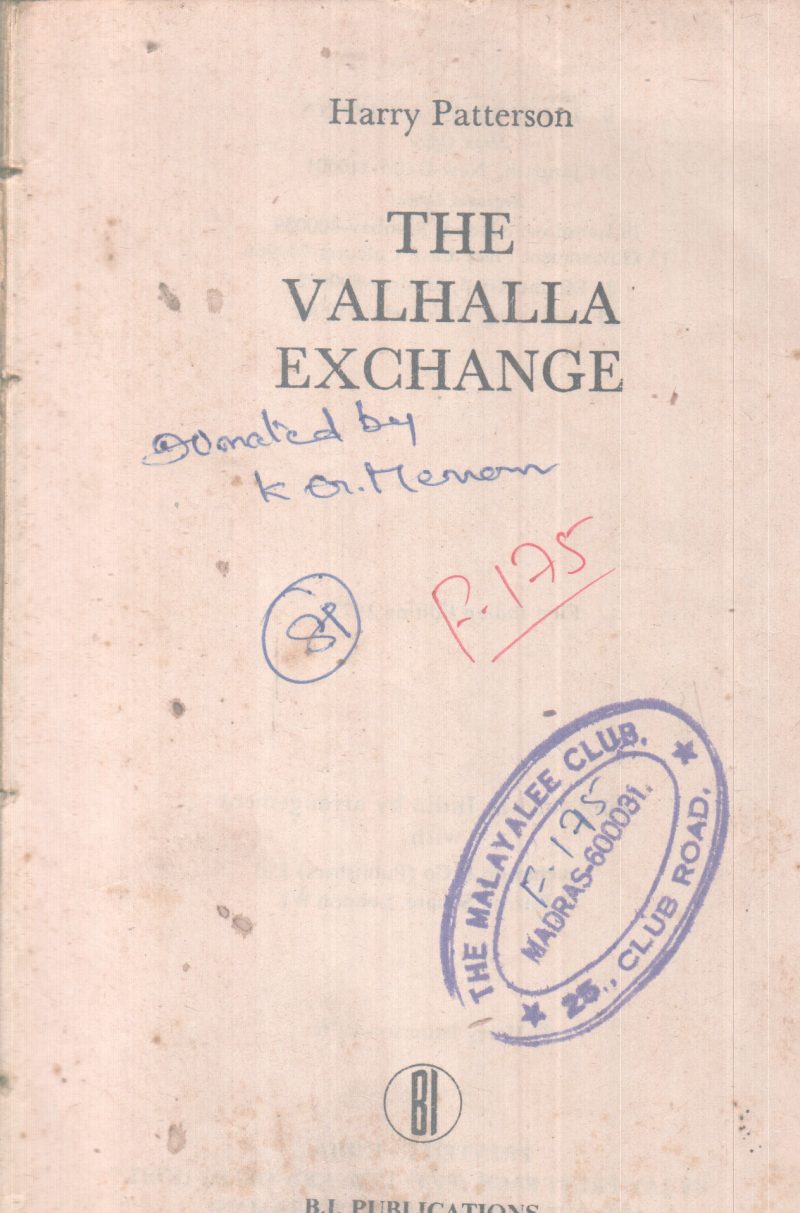 Harry Patterson
THE
VALHALLA
EXCHANGE
Donated by
K G. Menon
F. 175
THE MALAYALEE CLUB.
F. 175
MADRAS-600031.
25., CLUB ROAD.
BI
B.I. PUBLICATIONS